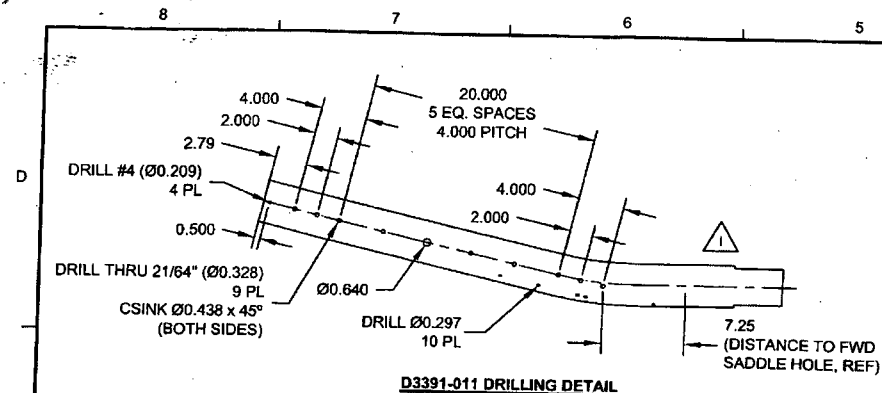 8
7
6
5
D
20.000
5 EQ. SPACES
4.000 PITCH
4.000
2.000
2.79
DRILL #4 (Ø0.209)
4 PL
0.500
DRILL THRU 21/64" (Ø0.328)
9 PL
CSINK Ø0.438 x 45°
(BOTH SIDES)
Ø0.640
DRILL Ø0.297
10 PL
4.000
2.000
1
7.25
(DISTANCE TO FWD
SADDLE HOLE, REF)
D3391-011 DRILLING DETAIL